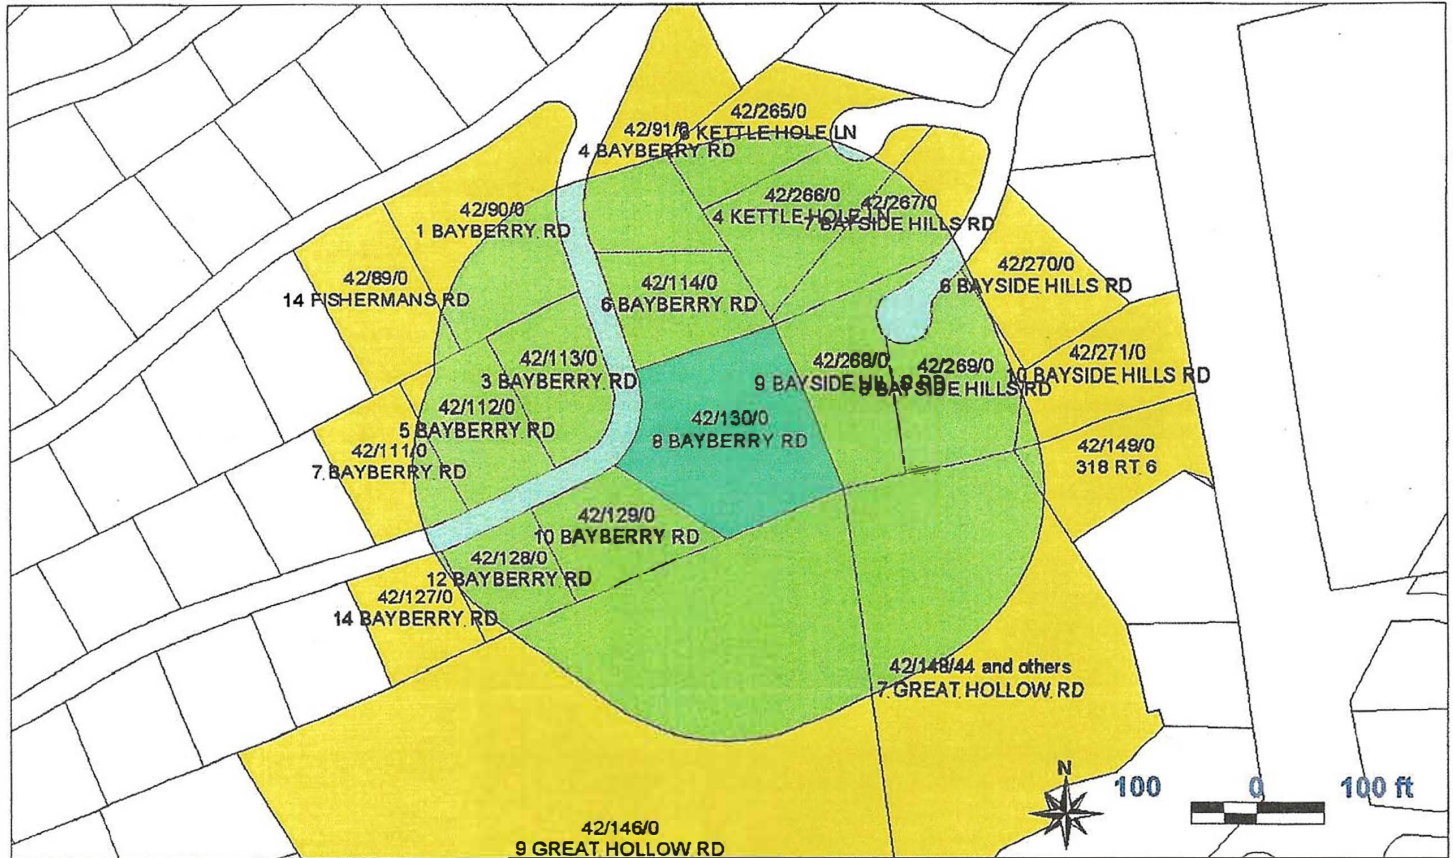 42/265/0
8 KETTLE HOLE LN
42/91/0
4 BAYBERRY RD
42/266/0
4 KETTLE HOLE LN
42/267/0
7 BAYSIDE HILLS RD
42/90/0
1 BAYBERRY RD
42/89/0
14 FISHERMANS RD
42/114/0
6 BAYBERRY RD
42/270/0
6 BAYSIDE HILLS RD
42/113/0
3 BAYBERRY RD
42/268/0
9 BAYSIDE HILLS RD
42/269/0
BAYSIDE HILLS RD
42/271/0
10 BAYSIDE HILLS RD
42/112/0
5 BAYBERRY RD
42/130/0
8 BAYBERRY RD
42/111/0
7 BAYBERRY RD
42/149/0
318 RT 6
42/129/0
10 BAYBERRY RD
42/128/0
12 BAYBERRY RD
42/127/0
14 BAYBERRY RD
42/148/44 and others
7 GREAT HOLLOW RD
N
100 0 100 ft
42/146/0
9 GREAT HOLLOW RD